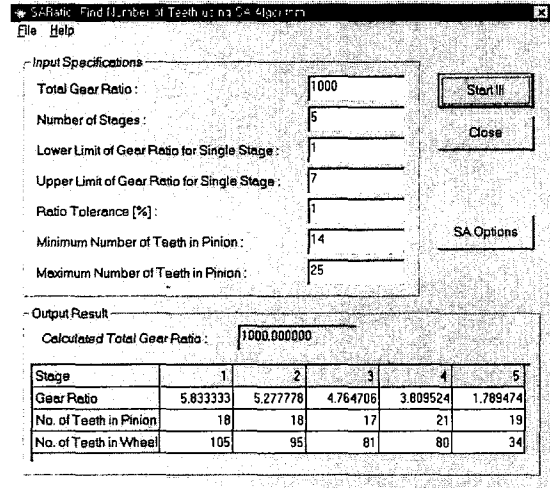 SARatio: Find Number of Teeth using SA Algorithm
File Help
Input Specifications
Total Gear Ratio : 1000
Number of Stages : 5
Lower Limit of Gear Ratio for Single Stage : 1
Upper Limit of Gear Ratio for Single Stage : 7
Ratio Tolerance [%] : 1
Minimum Number of Teeth in Pinion : 14
Maximum Number of Teeth in Pinion : 25
Start !!!
Close
SA Options
Output Result
Calculated Total Gear Ratio : 1000.000000
Stage 1 2 3 4 5
Gear Ratio 5.833333 5.277778 4.764706 3.809524 1.789474
No. of Teeth in Pinion 18 18 17 21 19
No. of Teeth in Wheel 105 95 81 80 34